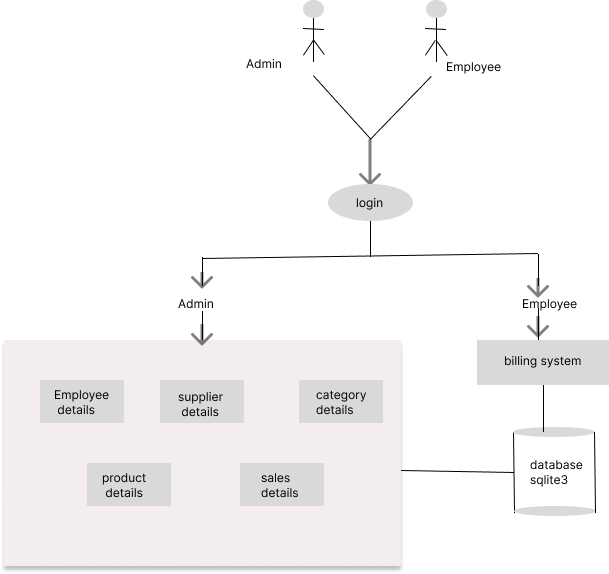 Admin
Employee
login
Admin
Employee
billing system
Employee
details
supplier
details
category
details
product
details
sales
details
database
sqlite3